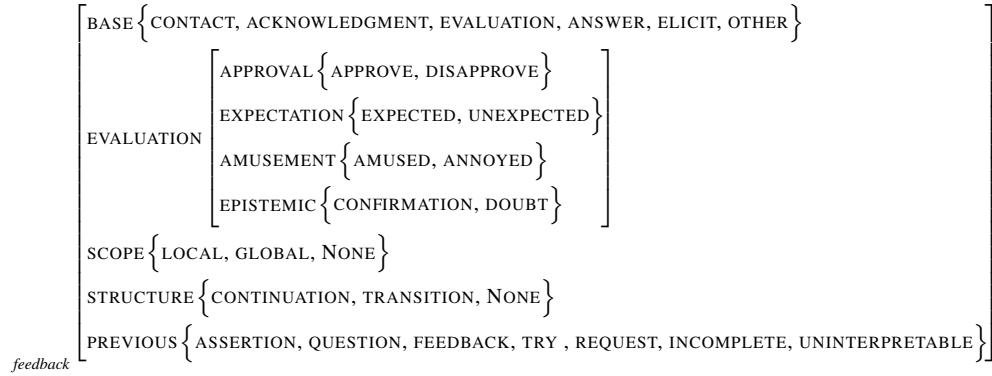 BASE {CONTACT, ACKNOWLEDGMENT, EVALUATION, ANSWER, ELICIT, OTHER}
APPROVAL {APPROVE, DISAPPROVE}
EXPECTATION {EXPECTED, UNEXPECTED}
EVALUATION
AMUSEMENT {AMUSED, ANNOYED}
EPISTEMIC {CONFIRMATION, DOUBT}
SCOPE {LOCAL, GLOBAL, NONE}
STRUCTURE {CONTINUATION, TRANSITION, NONE}
PREVIOUS {ASSERTION, QUESTION, FEEDBACK, TRY , REQUEST, INCOMPLETE, UNINTERPRETABLE}
feedback